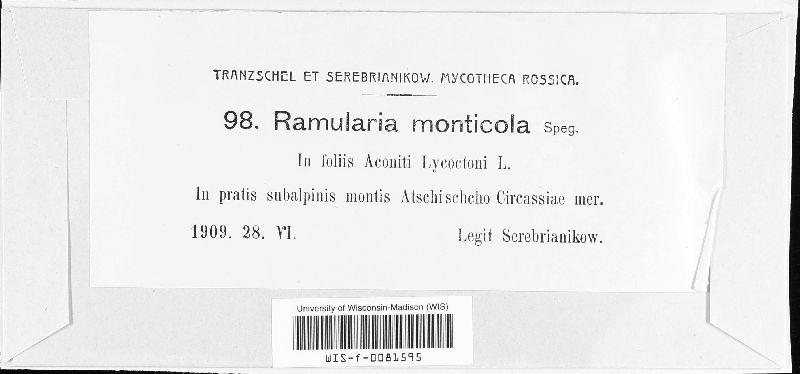 TRANZSCHEL ET SEREBRIANIKOW. MYCOTHECA ROSSICA.
98. Ramularia monticola Speg.
In foliis Aconiti Lycoctoni L.
In pratis subalpinis montis Atschischcho Circassiae mer.
1909. 28. VI. Legit Serebrianikow.
University of Wisconsin-Madison (WIS)
WIS-f-0081595